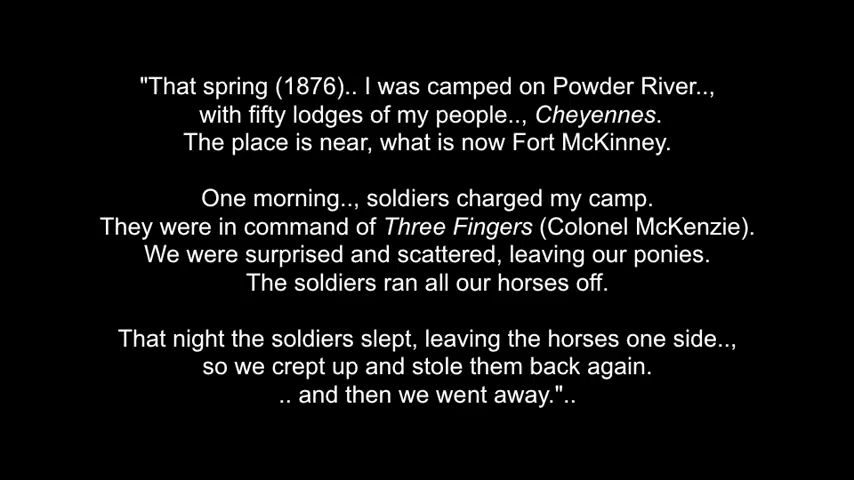 "That spring (1876).. I was camped on Powder River..,
with fifty lodges of my people.., Cheyennes.
The place is near, what is now Fort McKinney.
One morning.., soldiers charged my camp.
They were in command of Three Fingers (Colonel McKenzie).
We were surprised and scattered, leaving our ponies.
The soldiers ran all our horses off.
That night the soldiers slept, leaving the horses one side..,
so we crept up and stole them back again.
.. and then we went away."..